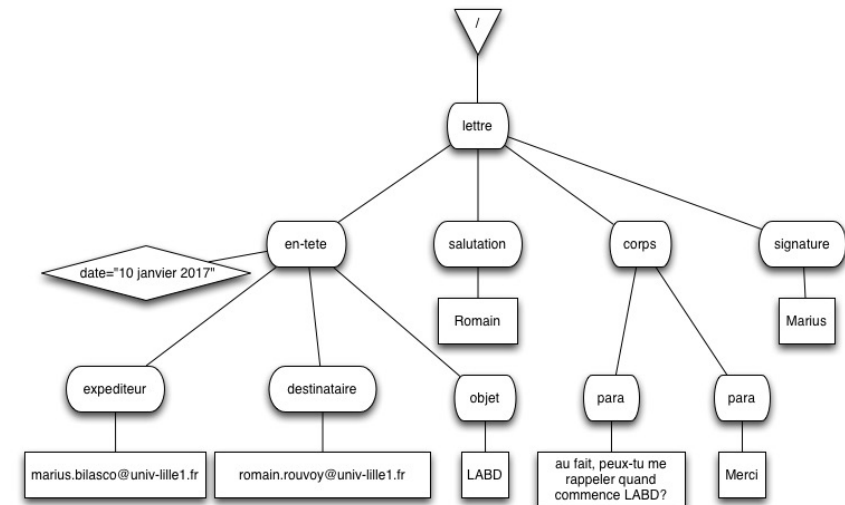 /
lettre
en-tete
salutation
corps
signature
date="10 janvier 2017"
Romain
Marius
expediteur
destinataire
objet
para
para
marius.bilasco@univ-lille1.fr
romain.rouvoy@univ-lille1.fr
LABD
au fait, peux-tu me
rappeler quand
commence LABD?
Merci